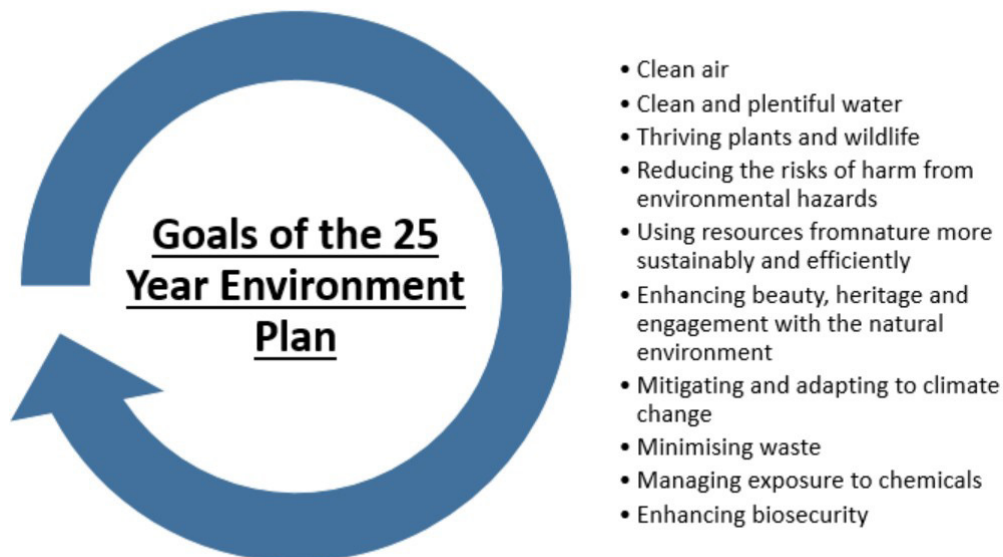 Goals of the 25
Year Environment
Plan
• Clean air
• Clean and plentiful water
• Thriving plants and wildlife
• Reducing the risks of harm from
environmental hazards
• Using resources fromnature more
sustainably and efficiently
• Enhancing beauty, heritage and
engagement with the natural
environment
• Mitigating and adapting to climate
change
• Minimising waste
• Managing exposure to chemicals
• Enhancing biosecurity